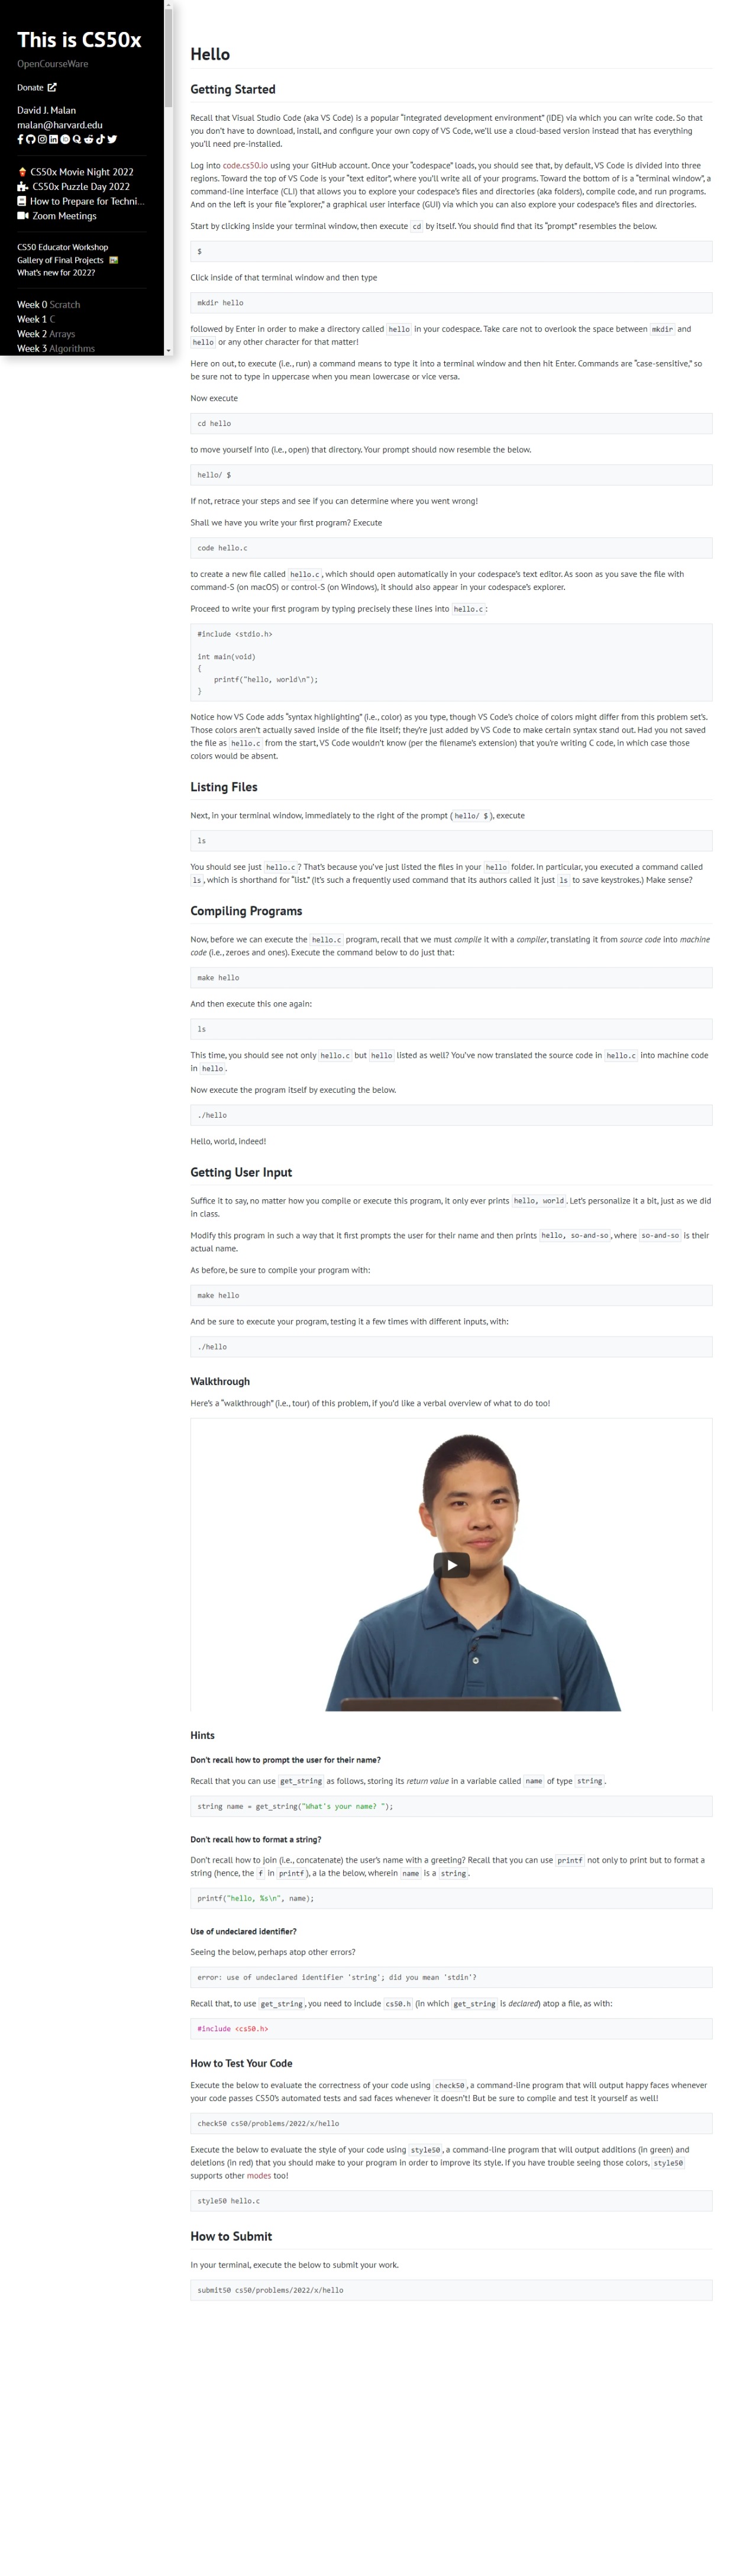 This is CS50x
OpenCourseWare
Donate
David J. Malan
malan@harvard.edu
CS50x Movie Night 2022
CS50x Puzzle Day 2022
How to Prepare for Techni...
Zoom Meetings
CS50 Educator Workshop
Gallery of Final Projects
What's new for 2022?
Week 0 Scratch
Week 1 C
Week 2 Arrays
Week 3 Algorithms
Hello
Getting Started
Recall that Visual Studio Code (aka VS Code) is a popular “integrated development environment” (IDE) via which you can write code. So that
you don’t have to download, install, and configure your own copy of VS Code, we’ll use a cloud-based version instead that has everything
you’ll need pre-installed.
Log into code.cs50.io using your GitHub account. Once your “codespace” loads, you should see that, by default, VS Code is divided into three
regions. Toward the top of VS Code is your “text editor”, where you’ll write all of your programs. Toward the bottom of is a “terminal window”, a
command-line interface (CLI) that allows you to explore your codespace’s files and directories (aka folders), compile code, and run programs.
And on the left is your file “explorer,” a graphical user interface (GUI) via which you can also explore your codespace’s files and directories.
Start by clicking inside your terminal window, then execute cd by itself. You should find that its “prompt” resembles the below.
$
Click inside of that terminal window and then type
mkdir hello
followed by Enter in order to make a directory called hello in your codespace. Take care not to overlook the space between mkdir and
hello or any other character for that matter!
Here on out, to execute (i.e., run) a command means to type it into a terminal window and then hit Enter. Commands are “case-sensitive,” so
be sure not to type in uppercase when you mean lowercase or vice versa.
Now execute
cd hello
to move yourself into (i.e., open) that directory. Your prompt should now resemble the below.
hello/ $
If not, retrace your steps and see if you can determine where you went wrong!
Shall we have you write your first program? Execute
code hello.c
to create a new file called hello.c, which should open automatically in your codespace’s text editor. As soon as you save the file with
command-S (on macOS) or control-S (on Windows), it should also appear in your codespace’s explorer.
Proceed to write your first program by typing precisely these lines into hello.c:
#include <stdio.h>
int main(void)
{
printf("hello, world\n");
}
Notice how VS Code adds “syntax highlighting” (i.e., color) as you type, though VS Code’s choice of colors might differ from this problem set’s.
Those colors aren’t actually saved inside of the file itself; they’re just added by VS Code to make certain syntax stand out. Had you not saved
the file as hello.c from the start, VS Code wouldn’t know (per the filename’s extension) that you’re writing C code, in which case those
colors would be absent.
Listing Files
Next, in your terminal window, immediately to the right of the prompt (hello/ $), execute
ls
You should see just hello.c? That’s because you’ve just listed the files in your hello folder. In particular, you executed a command called
ls, which is shorthand for “list.” (It’s such a frequently used command that its authors called it just ls to save keystrokes.) Make sense?
Compiling Programs
Now, before we can execute the hello.c program, recall that we must compile it with a compiler, translating it from source code into machine
code (i.e., zeroes and ones). Execute the command below to do just that:
make hello
And then execute this one again:
ls
This time, you should see not only hello.c but hello listed as well? You’ve now translated the source code in hello.c into machine code
in hello.
Now execute the program itself by executing the below.
./hello
Hello, world, indeed!
Getting User Input
Suffice it to say, no matter how you compile or execute this program, it only ever prints hello, world. Let’s personalize it a bit, just as we did
in class.
Modify this program in such a way that it first prompts the user for their name and then prints hello, so-and-so, where so-and-so is their
actual name.
As before, be sure to compile your program with:
make hello
And be sure to execute your program, testing it a few times with different inputs, with:
./hello
Walkthrough
Here’s a “walkthrough” (i.e., tour) of this problem, if you’d like a verbal overview of what to do too!
Hints
Don’t recall how to prompt the user for their name?
Recall that you can use get_string as follows, storing its return value in a variable called name of type string.
string name = get_string("What's your name? ");
Don’t recall how to format a string?
Don’t recall how to join (i.e., concatenate) the user’s name with a greeting? Recall that you can use printf not only to print but to format a
string (hence, the f in printf), a la the below, wherein name is a string.
printf("hello, %s\n", name);
Use of undeclared identifier?
Seeing the below, perhaps atop other errors?
error: use of undeclared identifier 'string'; did you mean 'stdin'?
Recall that, to use get_string, you need to include cs50.h (in which get_string is declared) atop a file, as with:
#include <cs50.h>
How to Test Your Code
Execute the below to evaluate the correctness of your code using check50, a command-line program that will output happy faces whenever
your code passes CS50’s automated tests and sad faces whenever it doesn’t! But be sure to compile and test it yourself as well!
check50 cs50/problems/2022/x/hello
Execute the below to evaluate the style of your code using style50, a command-line program that will output additions (in green) and
deletions (in red) that you should make to your program in order to improve its style. If you have trouble seeing those colors, style50
supports other modes too!
style50 hello.c
How to Submit
In your terminal, execute the below to submit your work.
submit50 cs50/problems/2022/x/hello